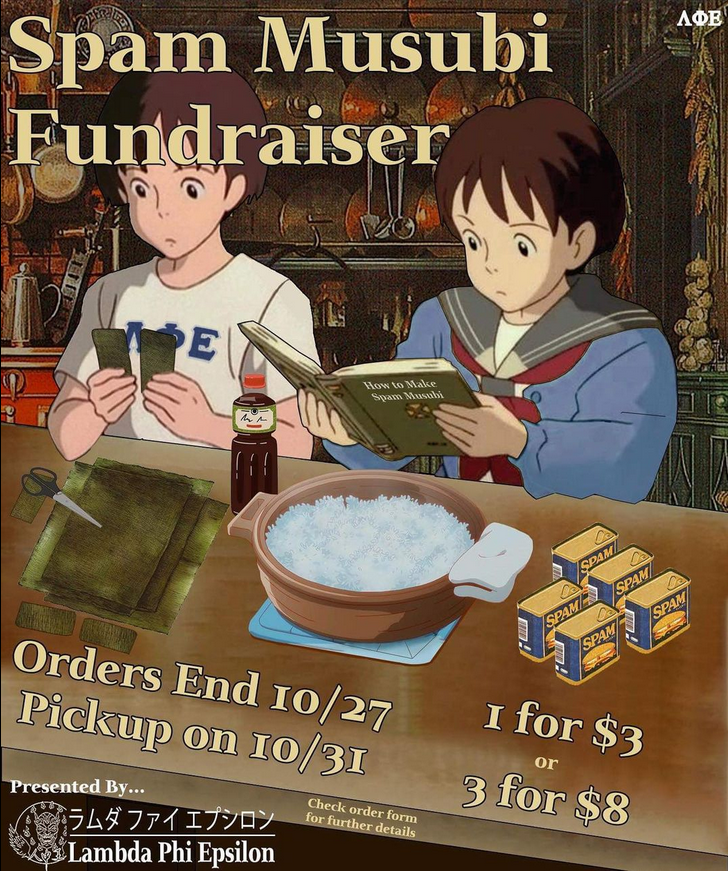 Spam Musubi
ΛΦΕ
Fundraiser
ΛΦΕ
How to Make
Spam Musubi
SPAM
SPAM
SPAM
SPAM
SPAM
Orders End 10/27
Pickup on 10/31
1 for $3
or
3 for $8
Presented By...
ラムダ ファイ エプシロン
Lambda Phi Epsilon
Check order form
for further details